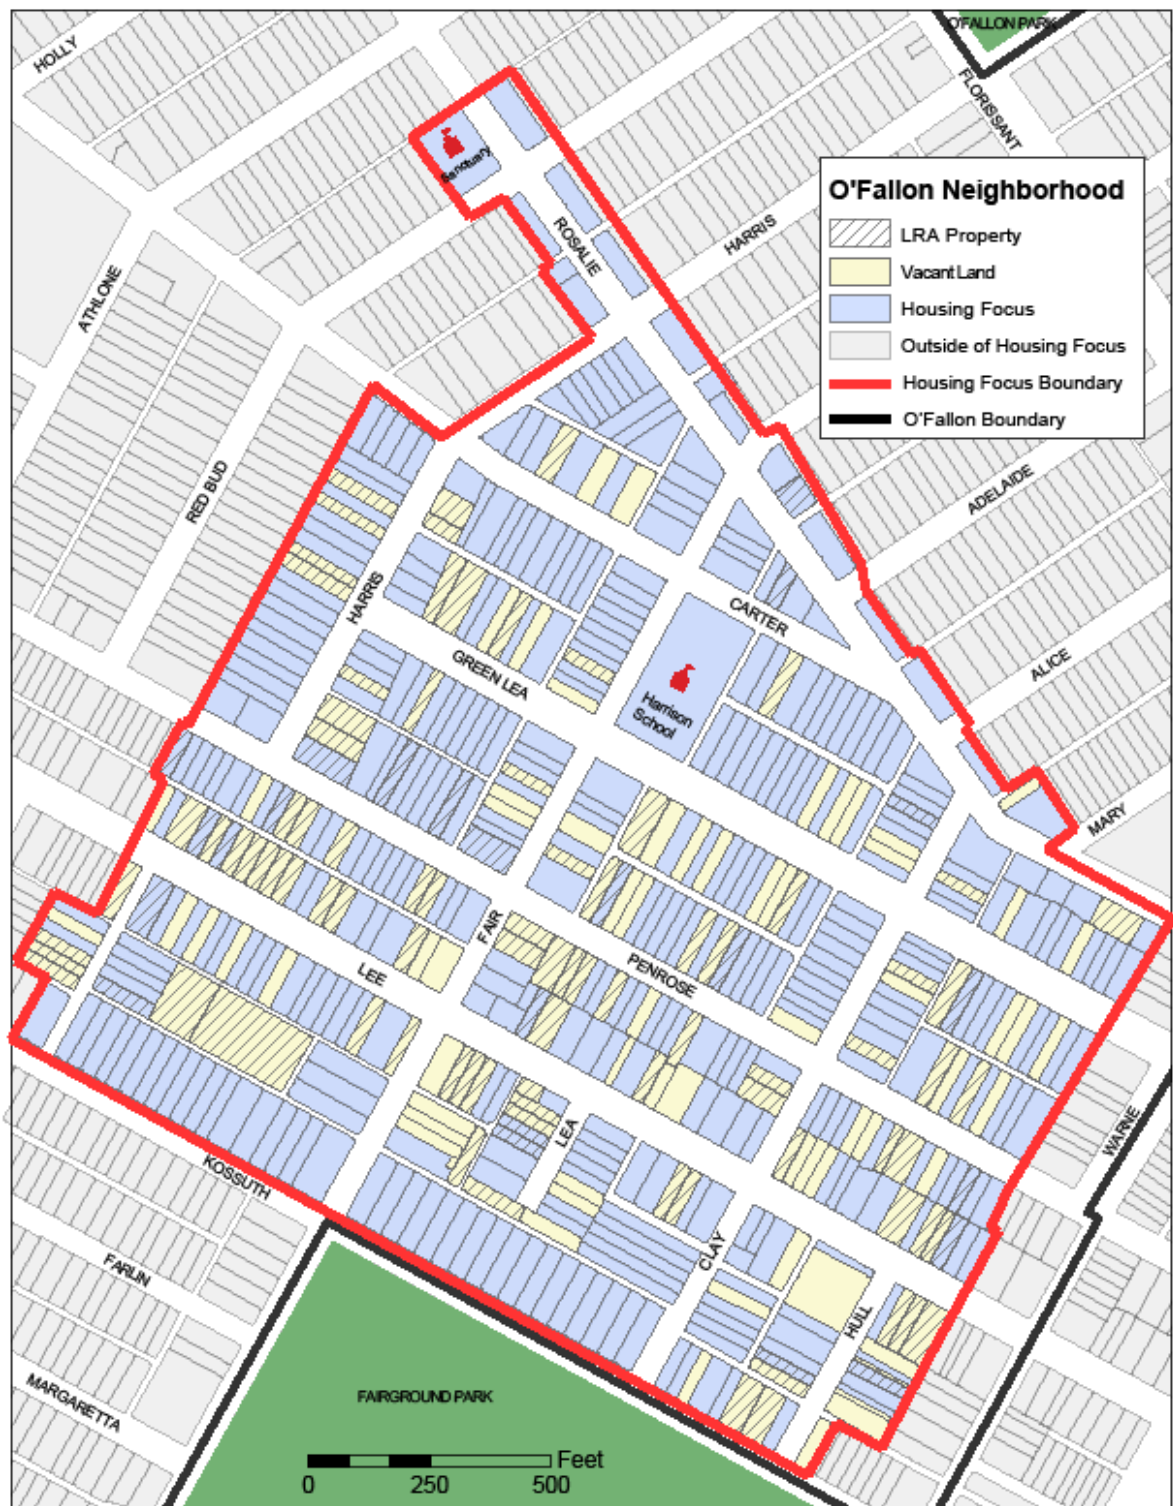 O'FALLON PARK
HOLLY
FLORISSANT
Sanctuary
ROSALIE
HARRIS
ATHLONE
O'Fallon Neighborhood
LRA Property
Vacant Land
Housing Focus
Outside of Housing Focus
Housing Focus Boundary
O'Fallon Boundary
RED BUD
ADELAIDE
HARRIS
CARTER
GREEN LEA
ALICE
Harrison
School
MARY
FAIR
LEE
PENROSE
LEA
WARNE
KOSSUTH
CLAY
FARLIN
HULL
MARGARETTA
FAIRGROUND PARK
Feet
0 250 500